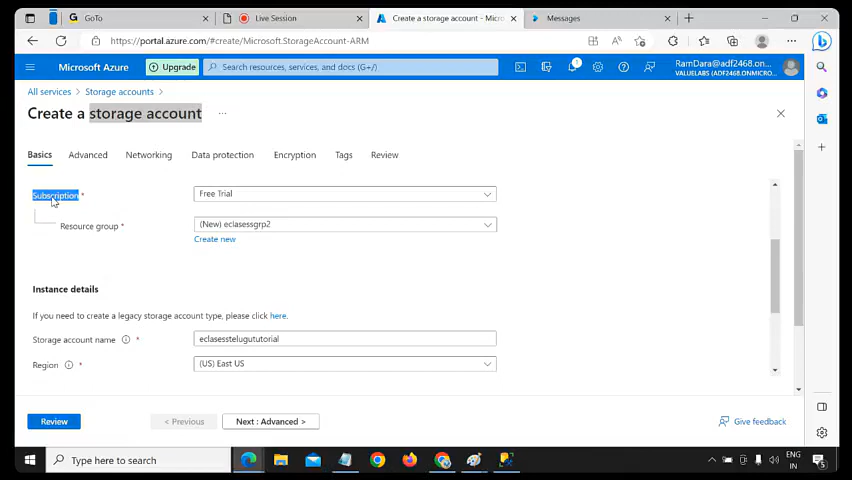 GoTo
Live Session
Create a storage account - Micro
Messages
https://portal.azure.com/#create/Microsoft.StorageAccount-ARM
Microsoft Azure
Upgrade
Search resources, services, and docs (G+/)
1
RamDara@adf2468.on...
VALUELABS (ADF2468.ONMICRO...
All services > Storage accounts >
Create a storage account ...
Basics Advanced Networking Data protection Encryption Tags Review
Subscription * Free Trial
Resource group * (New) eclasessgrp2
Create new
Instance details
If you need to create a legacy storage account type, please click here.
Storage account name * eclasesstelugututorial
Region * (US) East US
Review < Previous Next : Advanced > Give feedback
Type here to search
ENG
IN
5